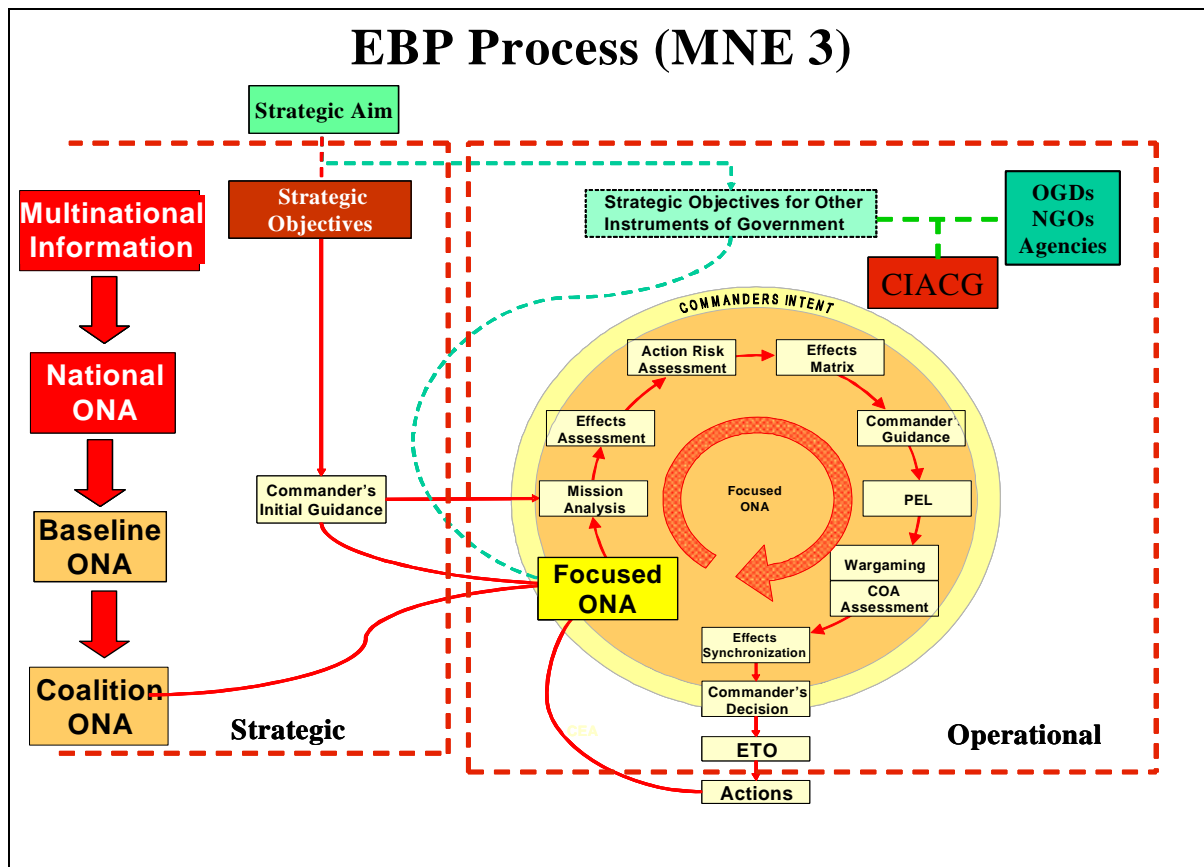 EBP Process (MNE 3)
Strategic Aim
Strategic
Objectives
Multinational
Information
National
ONA
Baseline
ONA
Coalition
ONA
Commander's
Initial Guidance
Strategic
Strategic Objectives for Other
Instruments of Government
OGDs
NGOs
Agencies
CIACG
COMMANDERS INTENT
Action Risk
Assessment
Effects
Matrix
Effects
Assessment
Commander's
Guidance
Mission
Analysis
Focused
ONA
PEL
Focused
ONA
Wargaming
COA
Assessment
Effects
Synchronization
Commander's
Decision
CEA
ETO
Actions
Operational